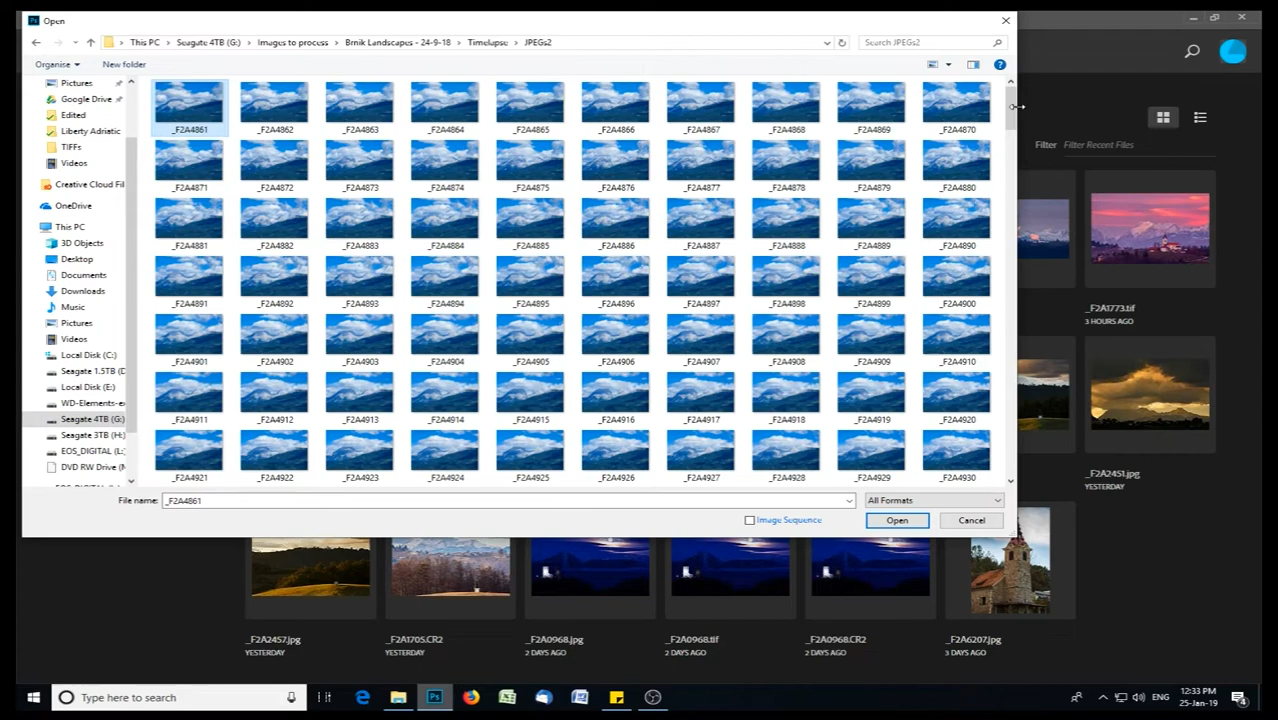 Open
This PC › Seagate 4TB (G:) › Images to process › Brnik Landscapes - 24-9-18 › Timelapse › JPEGs2
Search JPEGs2
Organise
New folder
Pictures
Google Drive
Edited
Liberty Adriatic
TIFFs
Videos
Creative Cloud Fil
OneDrive
This PC
3D Objects
Desktop
Documents
Downloads
Music
Pictures
Videos
Local Disk (C:)
Seagate 1.5TB (D
Local Disk (E:)
WD-Elements-e
Seagate 4TB (G:)
Seagate 3TB (H:)
EOS_DIGITAL (L:)
DVD RW Drive (M
_F2A4861 _F2A4862 _F2A4863 _F2A4864 _F2A4865 _F2A4866 _F2A4867 _F2A4868 _F2A4869 _F2A4870
_F2A4871 _F2A4872 _F2A4873 _F2A4874 _F2A4875 _F2A4876 _F2A4877 _F2A4878 _F2A4879 _F2A4880
_F2A4881 _F2A4882 _F2A4883 _F2A4884 _F2A4885 _F2A4886 _F2A4887 _F2A4888 _F2A4889 _F2A4890
_F2A4891 _F2A4892 _F2A4893 _F2A4894 _F2A4895 _F2A4896 _F2A4897 _F2A4898 _F2A4899 _F2A4900
_F2A4901 _F2A4902 _F2A4903 _F2A4904 _F2A4905 _F2A4906 _F2A4907 _F2A4908 _F2A4909 _F2A4910
_F2A4911 _F2A4912 _F2A4913 _F2A4914 _F2A4915 _F2A4916 _F2A4917 _F2A4918 _F2A4919 _F2A4920
_F2A4921 _F2A4922 _F2A4923 _F2A4924 _F2A4925 _F2A4926 _F2A4927 _F2A4928 _F2A4929 _F2A4930
File name: _F2A4861
All Formats
Image Sequence
Open
Cancel
Filter Filter Recent Files
_F2A1773.tif
3 HOURS AGO
_F2A2451.jpg
YESTERDAY
_F2A2457.jpg
YESTERDAY
_F2A1705.CR2
YESTERDAY
_F2A0968.jpg
2 DAYS AGO
_F2A0968.tif
2 DAYS AGO
_F2A0968.CR2
2 DAYS AGO
_F2A6207.jpg
3 DAYS AGO
Ps
Type here to search
ENG
12:33 PM
25-Jan-19
4